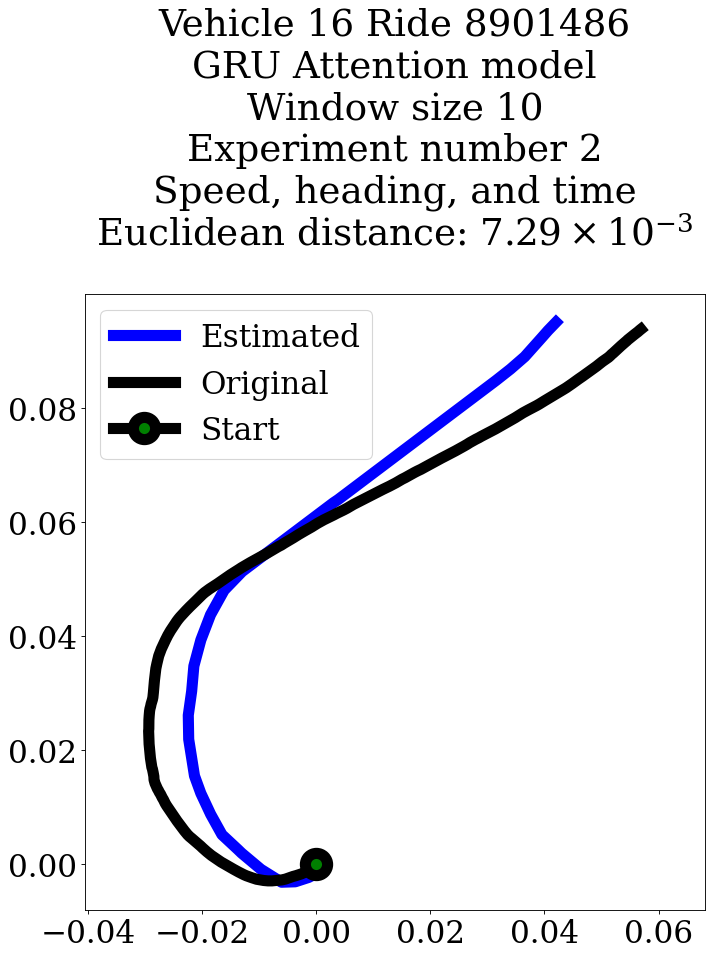 Vehicle 16 Ride 8901486
GRU Attention model
Window size 10
Experiment number 2
Speed, heading, and time
Euclidean distance: 7.29 × 10⁻³
Estimated
Original
Start
0.08
0.06
0.04
0.02
0.00
−0.04 −0.02 0.00 0.02 0.04 0.06